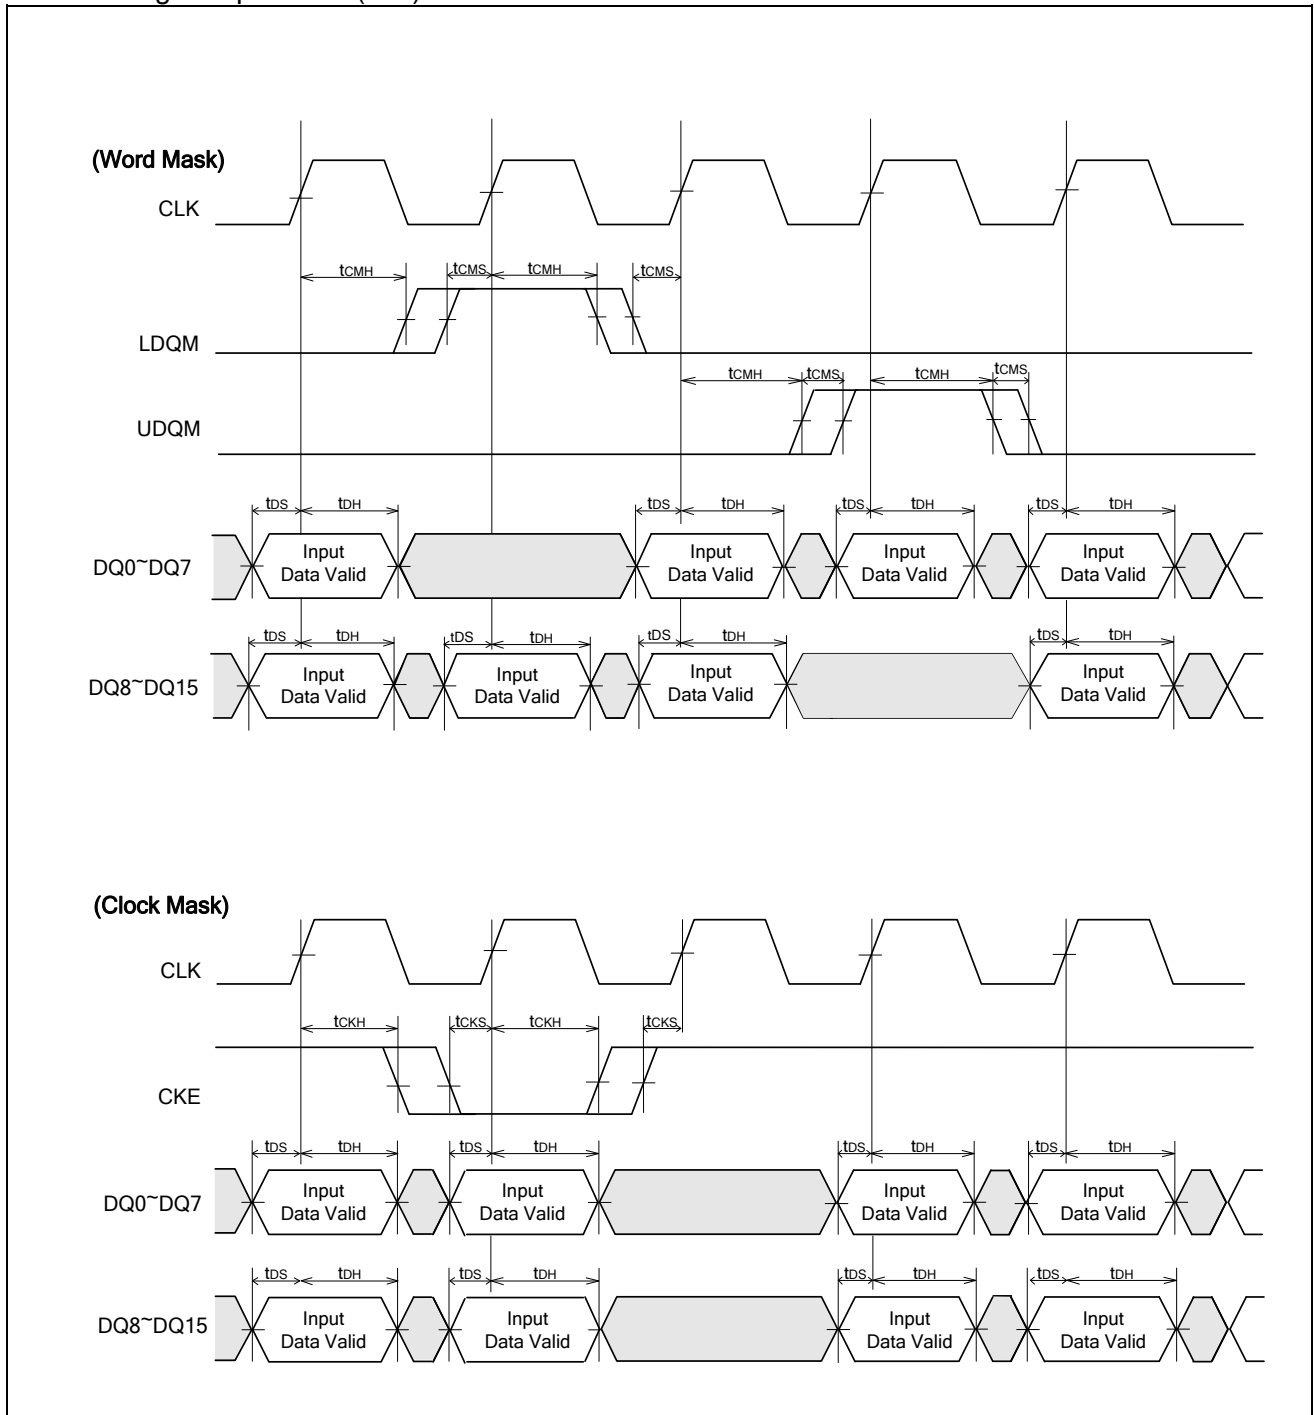 (Word Mask)
CLK
tCMH tCMS tCMH tCMS
LDQM
tCMH tCMS tCMH tCMS
UDQM
tDS tDH tDS tDH tDS tDH tDS tDH
DQ0~DQ7
Input Data Valid
Input Data Valid
Input Data Valid
Input Data Valid
tDS tDH tDS tDH tDS tDH tDS tDH
DQ8~DQ15
Input Data Valid
Input Data Valid
Input Data Valid
Input Data Valid
(Clock Mask)
CLK
tCKH tCKS tCKH tCKS
CKE
tDS tDH tDS tDH tDS tDH tDS tDH
DQ0~DQ7
Input Data Valid
Input Data Valid
Input Data Valid
Input Data Valid
tDS tDH tDS tDH tDS tDH tDS tDH
DQ8~DQ15
Input Data Valid
Input Data Valid
Input Data Valid
Input Data Valid